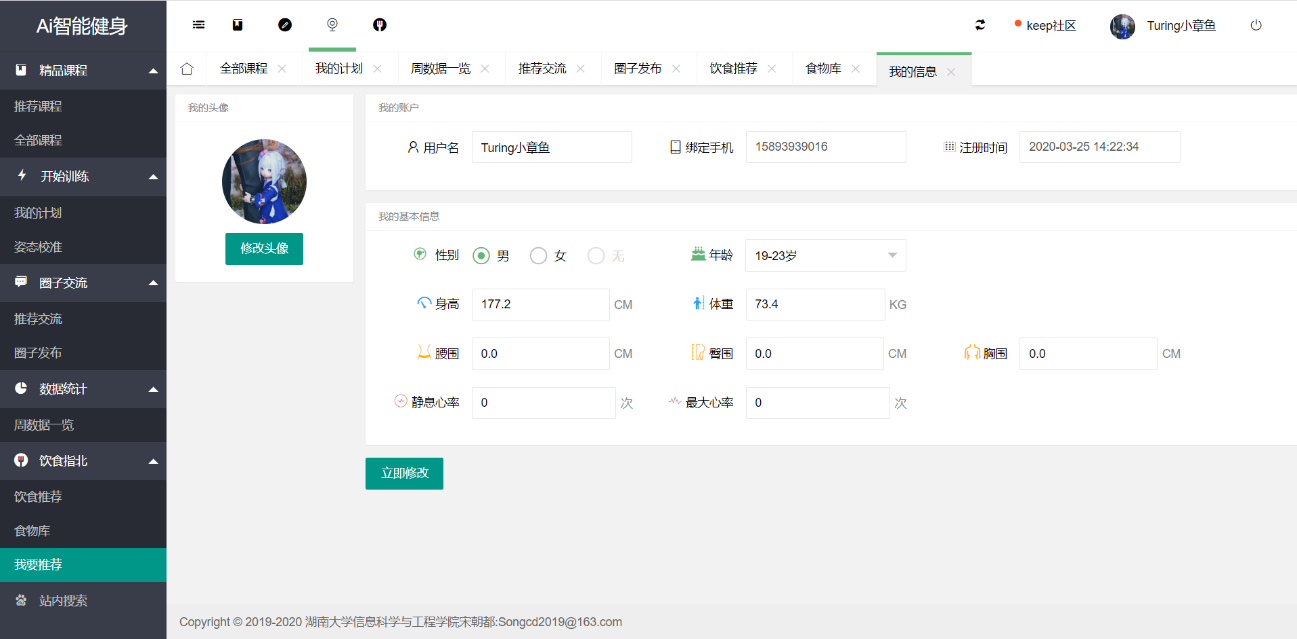 Ai智能健身
精品课程
推荐课程
全部课程
开始训练
我的计划
姿态校准
圈子交流
推荐交流
圈子发布
数据统计
周数据一览
饮食指北
饮食推荐
食物库
我要推荐
站内搜索
keep社区 Turing小章鱼
全部课程 我的计划 周数据一览 推荐交流 圈子发布 饮食推荐 食物库 我的信息
我的头像
修改头像
我的账户
用户名 Turing小章鱼 绑定手机 15893939016 注册时间 2020-03-25 14:22:34
我的基本信息
性别 男 女 无 年龄 19-23岁
身高 177.2 CM 体重 73.4 KG
腰围 0.0 CM 臀围 0.0 CM 胸围 0.0 CM
静息心率 0 次 最大心率 0 次
立即修改
Copyright © 2019-2020 湖南大学信息科学与工程学院宋朝都:Songcd2019@163.com